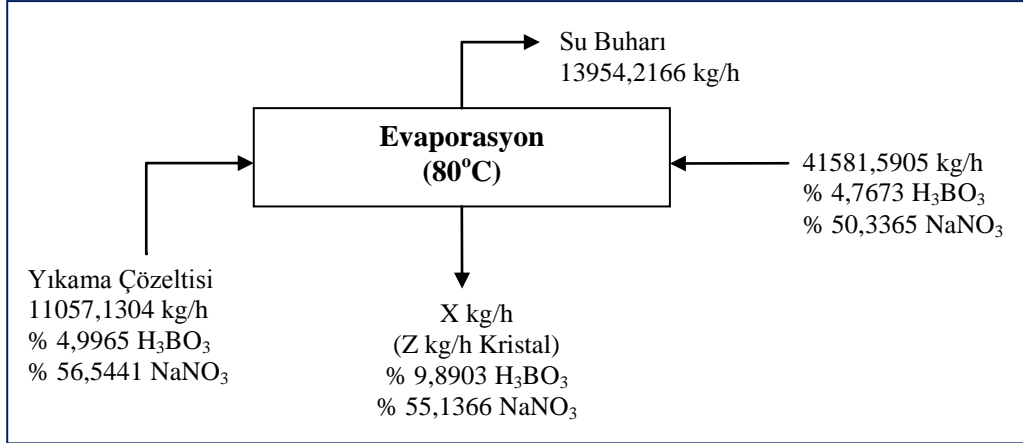 Su Buharı
13954,2166 kg/h
Evaporasyon
(80°C)
41581,5905 kg/h
% 4,7673 H₃BO₃
% 50,3365 NaNO₃
Yıkama Çözeltisi
11057,1304 kg/h
% 4,9965 H₃BO₃
% 56,5441 NaNO₃
X kg/h
(Z kg/h Kristal)
% 9,8903 H₃BO₃
% 55,1366 NaNO₃